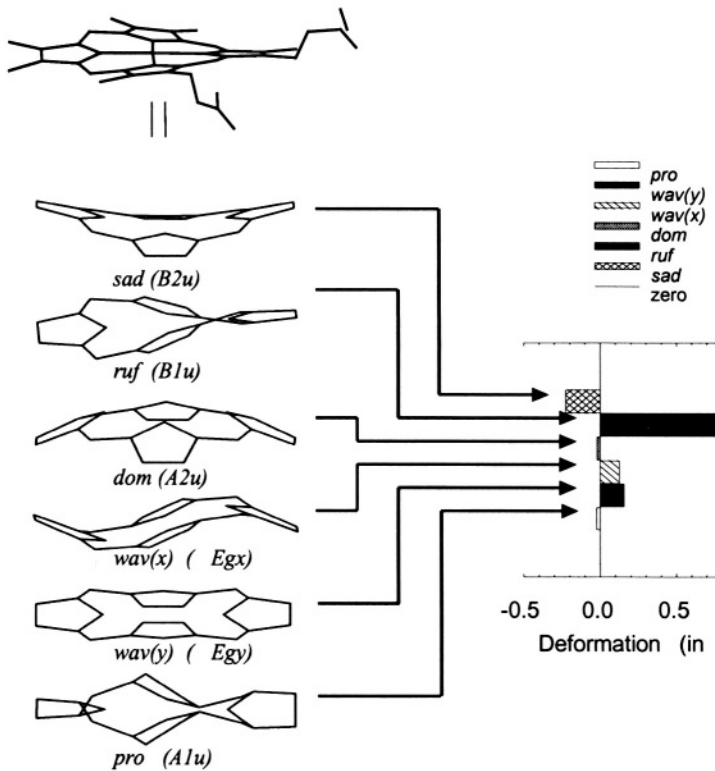 pro
wav(y)
wav(x)
dom
ruf
sad
zero
sad (B2u)
ruf (B1u)
dom (A2u)
wav(x) ( Egx)
wav(y) ( Egy)
pro (A1u)
-0.5 0.0 0.5
Deformation (in